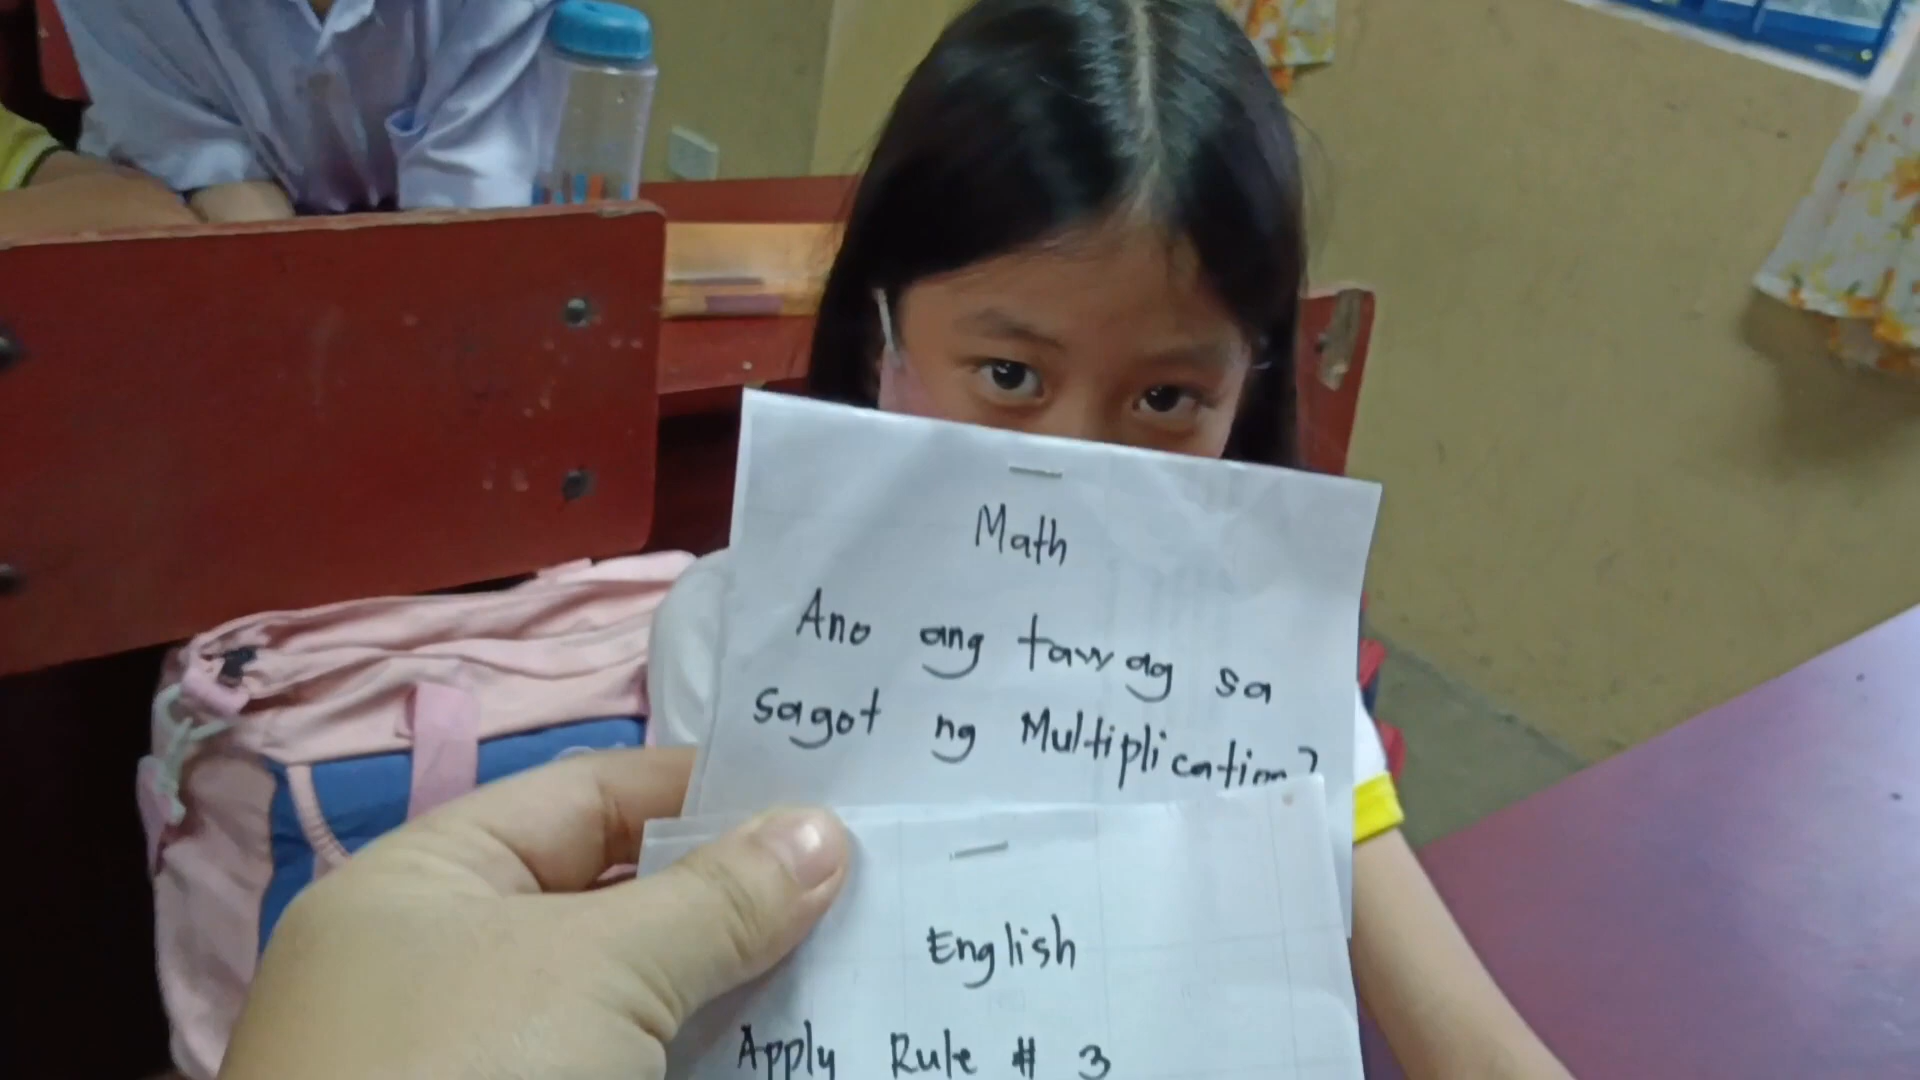 Math
Ano ang tawag sa
sagot ng Multiplication?
English
Apply Rule # 3